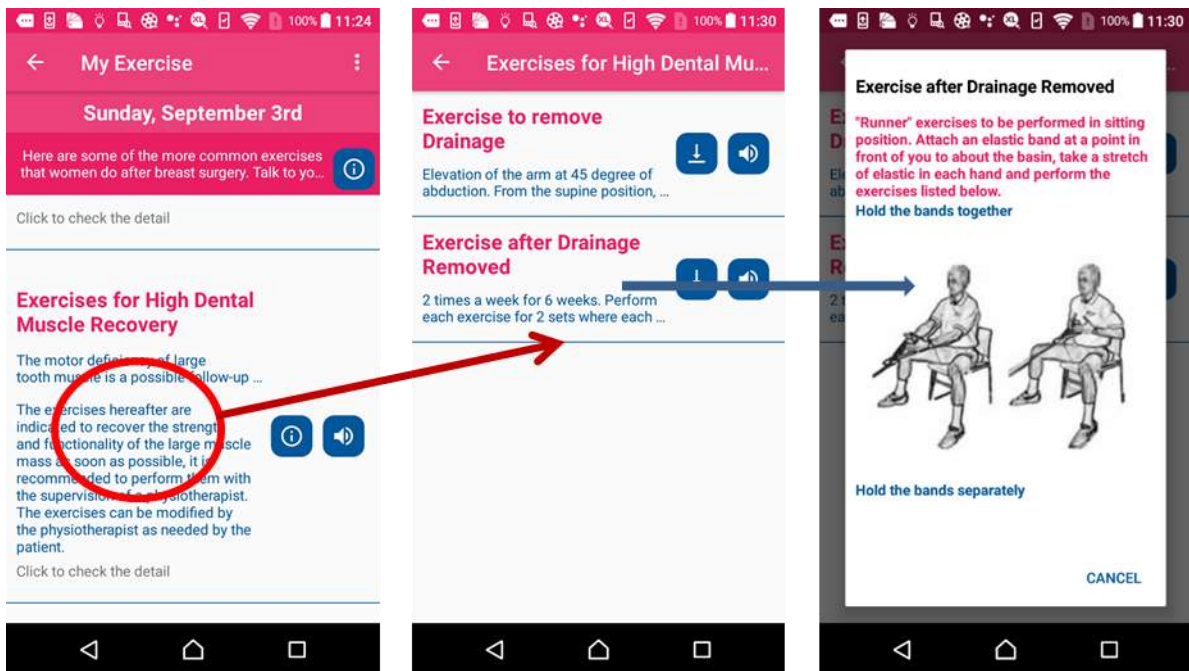 100% 11:24
My Exercise
Sunday, September 3rd
Here are some of the more common exercises
that women do after breast surgery. Talk to yo...
Click to check the detail
Exercises for High Dental
Muscle Recovery
The motor deficiency of large
tooth muscle is a possible follow-up ...
The exercises hereafter are
indicated to recover the strength
and functionality of the large muscle
mass as soon as possible, it is
recommended to perform them with
the supervision of a physiotherapist.
The exercises can be modified by
the physiotherapist as needed by the
patient.
Click to check the detail
XL 100% 11:30
Exercises for High Dental Mu...
Exercise to remove
Drainage
Elevation of the arm at 45 degree of
abduction. From the supine position, ...
Exercise after Drainage
Removed
2 times a week for 6 weeks. Perform
each exercise for 2 sets where each ...
XL 100% 11:30
Exercise after Drainage Removed
"Runner" exercises to be performed in sitting
position. Attach an elastic band at a point in
front of you to about the basin, take a stretch
of elastic in each hand and perform the
exercises listed below.
Hold the bands together
Hold the bands separately
CANCEL